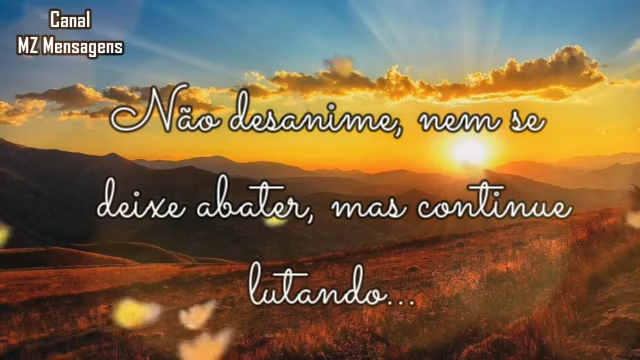 Canal
MZ Mensagens
Não desanime, nem se
deixe abater, mas continue
lutando...